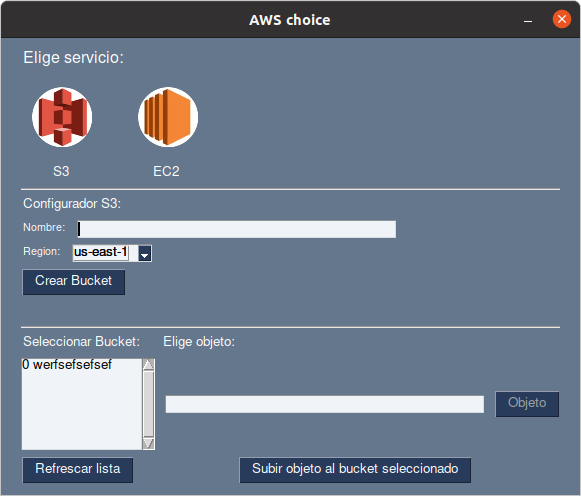 AWS choice
Elige servicio:
S3 EC2
Configurador S3:
Nombre:
Region: us-east-1
Crear Bucket
Seleccionar Bucket: Elige objeto:
0 werfsefsefsef
Objeto
Refrescar lista Subir objeto al bucket seleccionado